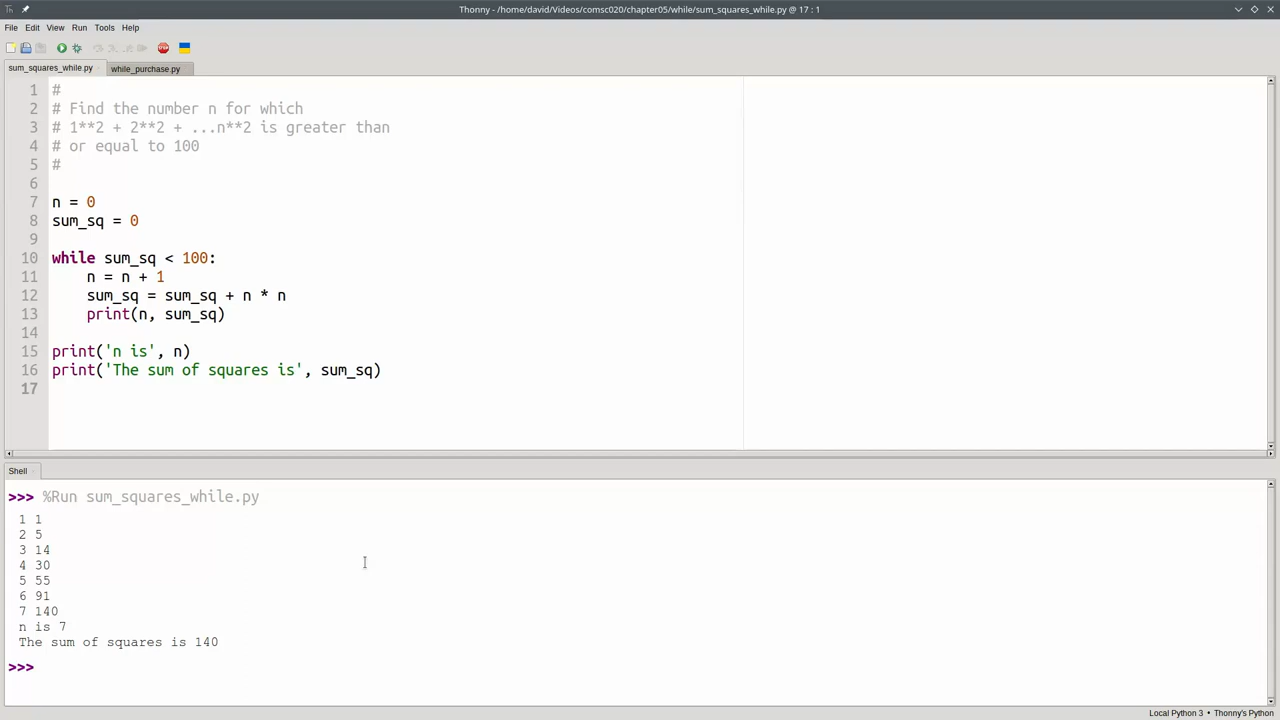 Thonny - /home/david/Videos/comsc020/chapter05/while/sum_squares_while.py @ 17 : 1
File Edit View Run Tools Help
sum_squares_while.py while_purchase.py
1 #
2 # Find the number n for which
3 # 1**2 + 2**2 + ...n**2 is greater than
4 # or equal to 100
5 #
6
7 n = 0
8 sum_sq = 0
9
10 while sum_sq < 100:
11 n = n + 1
12 sum_sq = sum_sq + n * n
13 print(n, sum_sq)
14
15 print('n is', n)
16 print('The sum of squares is', sum_sq)
17
Shell
>>> %Run sum_squares_while.py
1 1
2 5
3 14
4 30
5 55
6 91
7 140
n is 7
The sum of squares is 140
>>>
Local Python 3 • Thonny's Python